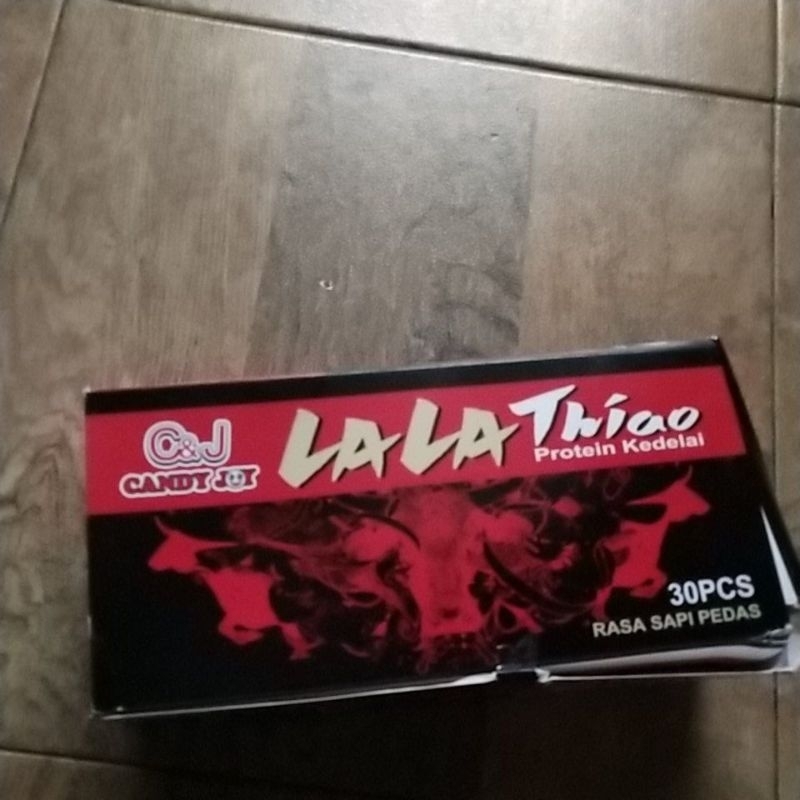 C&J
CANDY JOY
LALA Thiao
Protein Kedelai
30PCS
RASA SAPI PEDAS